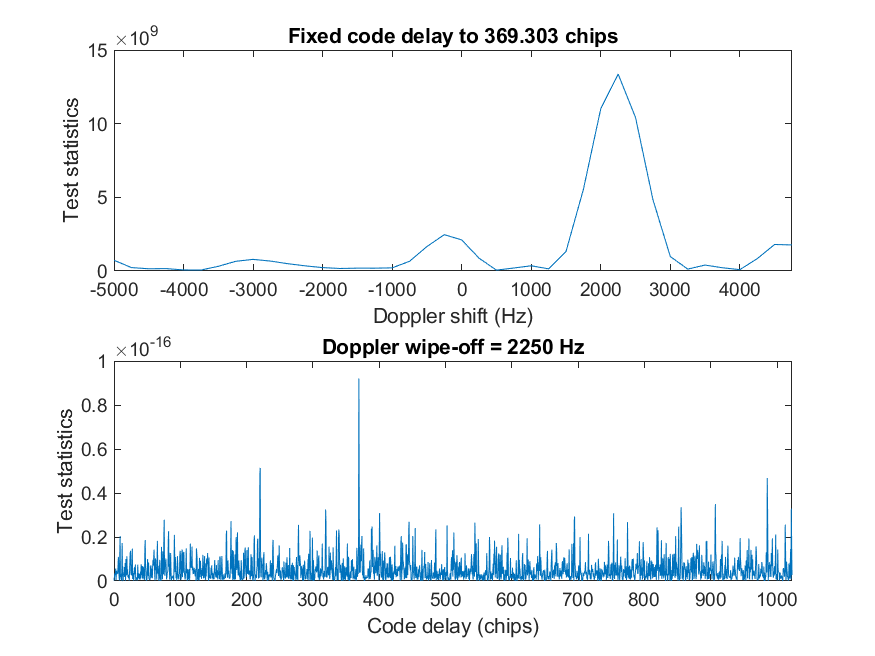 ×10⁹
Fixed code delay to 369.303 chips
15
10
5
0
Test statistics
-5000 -4000 -3000 -2000 -1000 0 1000 2000 3000 4000
Doppler shift (Hz)
×10⁻¹⁶
Doppler wipe-off = 2250 Hz
1
0.8
0.6
0.4
0.2
0
Test statistics
0 100 200 300 400 500 600 700 800 900 1000
Code delay (chips)